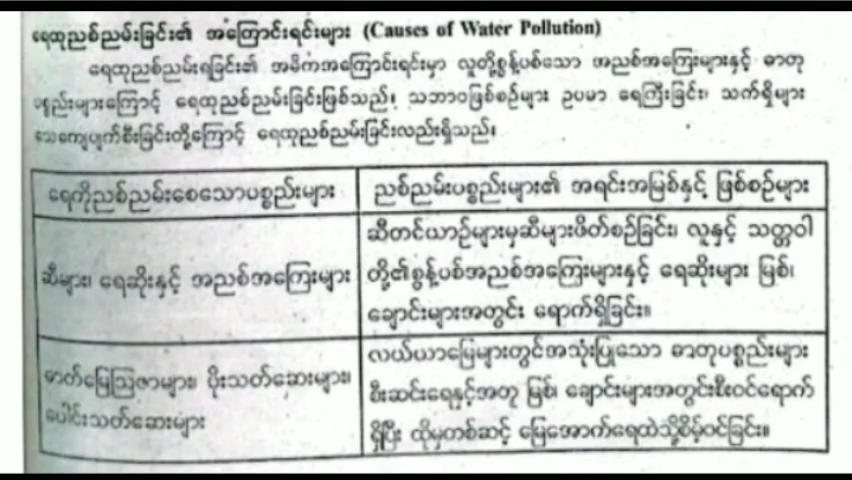 ရေထုညစ်ညမ်းခြင်း၏ အကြောင်းရင်းများ (Causes of Water Pollution)
ရေထုညစ်ညမ်းရခြင်း၏ အဓိကအကြောင်းရင်းမှာ လူတို့စွန့်ပစ်သော အညစ်အကြေးများနှင့် ဓာတု
ပစ္စည်းများကြောင့် ရေထုညစ်ညမ်းခြင်းဖြစ်သည်။ သဘာဝဖြစ်စဉ်များ ဥပမာ ရေကြီးခြင်း၊ သက်ရှိများ
သေကျေပျက်စီးခြင်းတို့ကြောင့် ရေထုညစ်ညမ်းခြင်းလည်းရှိသည်။
ရေကိုညစ်ညမ်းစေသောပစ္စည်းများ
ညစ်ညမ်းပစ္စည်းများ၏ အရင်းအမြစ်နှင့် ဖြစ်စဉ်များ
ဆီများ၊ ရေဆိုးနှင့် အညစ်အကြေးများ
ဆီတင်ယာဉ်များမှဆီများဖိတ်စဉ်ခြင်း၊ လူနှင့် သတ္တဝါ
တို့၏စွန့်ပစ်အညစ်အကြေးများနှင့် ရေဆိုးများ မြစ်၊
ချောင်းများအတွင်း ရောက်ရှိခြင်း။
ဓာတ်မြေဩဇာများ၊ ပိုးသတ်ဆေးများ၊
ပေါင်းသတ်ဆေးများ
လယ်ယာမြေများတွင်အသုံးပြုသော ဓာတုပစ္စည်းများ
စီးဆင်းရေနှင့်အတူ မြစ်၊ ချောင်းများအတွင်းစီးဝင်ရောက်
ရှိပြီး ထိုမှတစ်ဆင့် မြေအောက်ရေထဲသို့စိမ့်ဝင်ခြင်း။